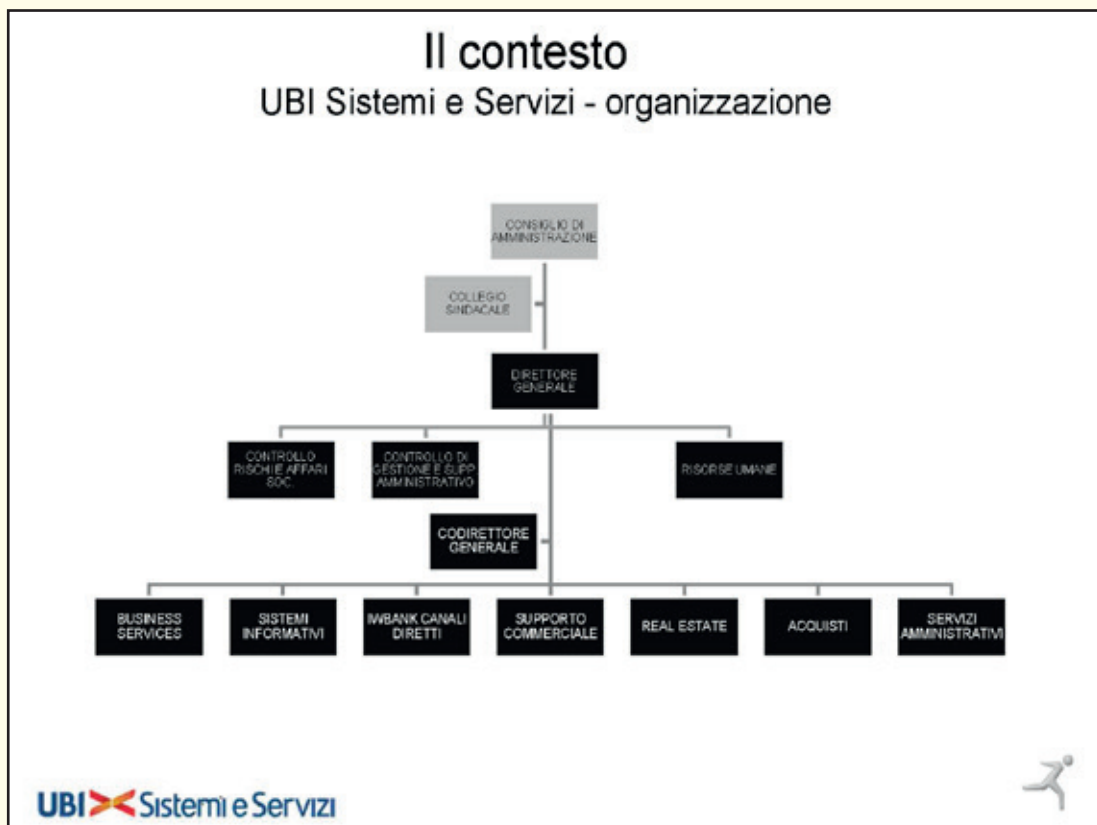 Il contesto
UBI Sistemi e Servizi - organizzazione
CONSIGLIO DI
AMMINISTRAZIONE
COLLEGIO
SINDACALE
DIRETTORE
GENERALE
CONTROLLO
RISCHI E AFFARI
SOC.
CONTROLLO DI
GESTIONE E SUPP.
AMMINISTRATIVO
RISORSE UMANE
CODIRETTORE
GENERALE
BUSINESS
SERVICES
SISTEMI
INFORMATIVI
IWBANK CANALI
DIRETTI
SUPPORTO
COMMERCIALE
REAL ESTATE
ACQUISTI
SERVIZI
AMMINISTRATIVI
UBI Sistemi e Servizi